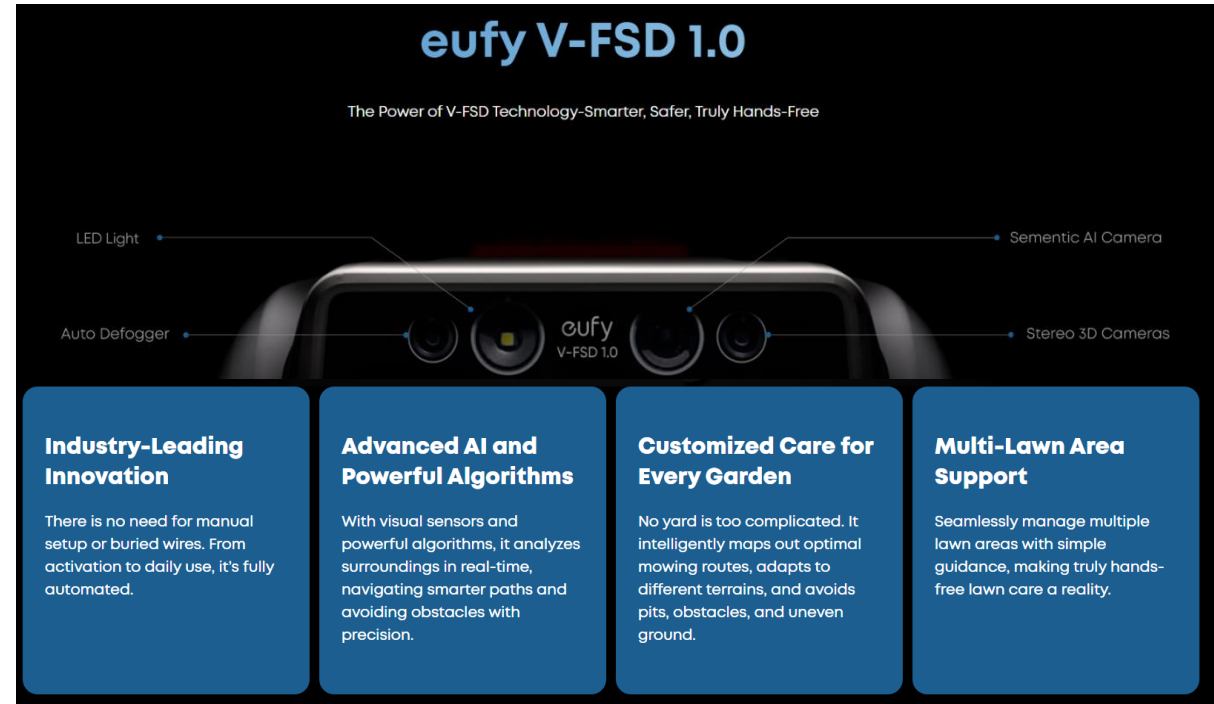 eufy V-FSD 1.0
The Power of V-FSD Technology-Smarter, Safer, Truly Hands-Free
LED Light
Sementic AI Camera
Auto Defogger
eufy
V-FSD 1.0
Stereo 3D Cameras
Industry-Leading
Innovation
There is no need for manual
setup or buried wires. From
activation to daily use, it's fully
automated.
Advanced AI and
Powerful Algorithms
With visual sensors and
powerful algorithms, it analyzes
surroundings in real-time,
navigating smarter paths and
avoiding obstacles with
precision.
Customized Care for
Every Garden
No yard is too complicated. It
intelligently maps out optimal
mowing routes, adapts to
different terrains, and avoids
pits, obstacles, and uneven
ground.
Multi-Lawn Area
Support
Seamlessly manage multiple
lawn areas with simple
guidance, making truly hands-
free lawn care a reality.